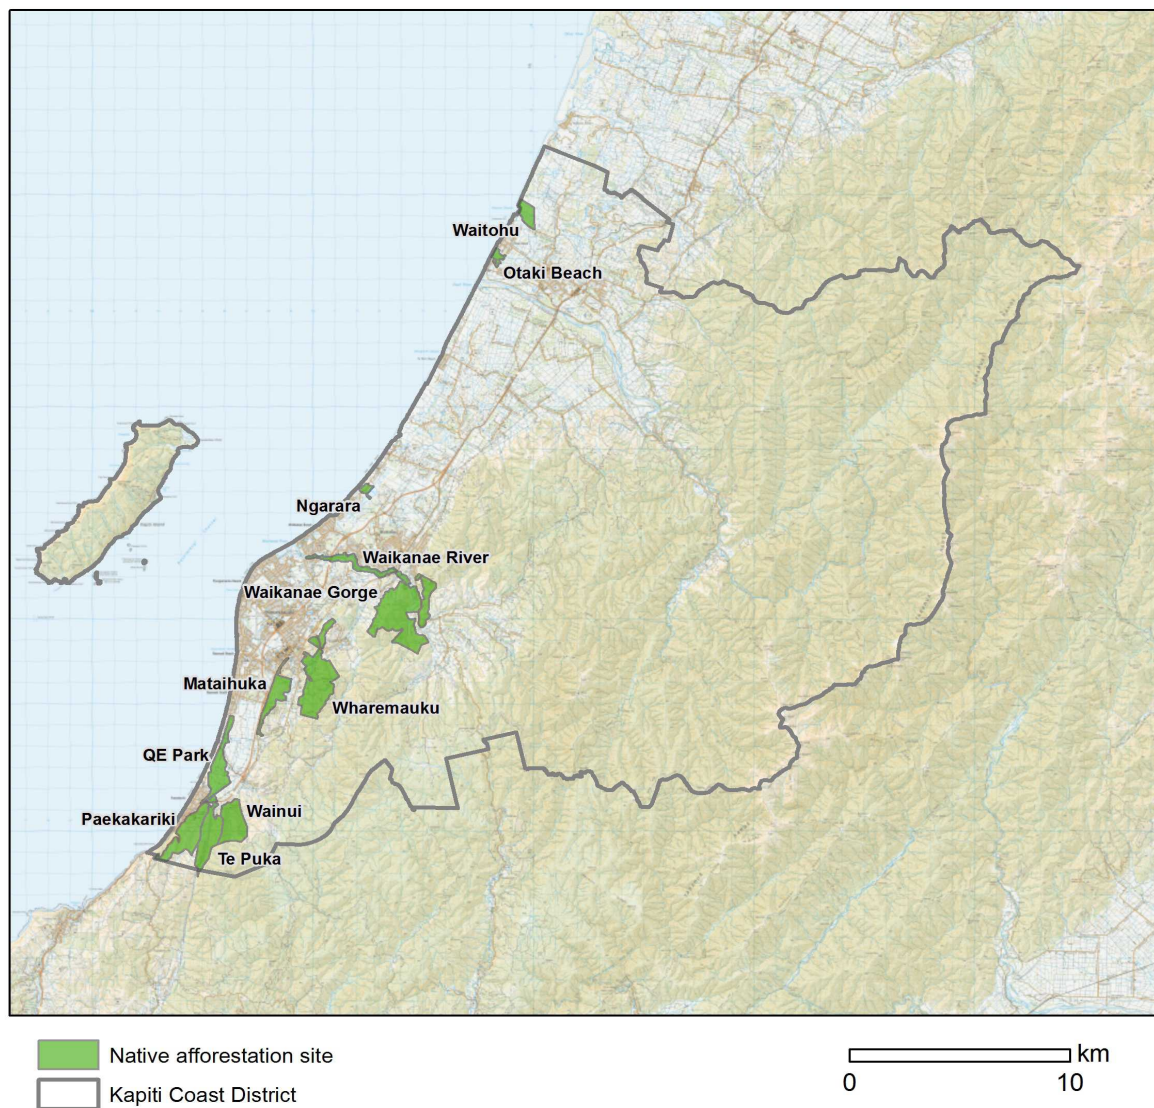 Waitohu
Otaki Beach
Ngarara
Waikanae River
Waikanae Gorge
Mataihuka
Wharemauku
QE Park
Paekakariki
Wainui
Te Puka
Native afforestation site
Kapiti Coast District
km
0 10